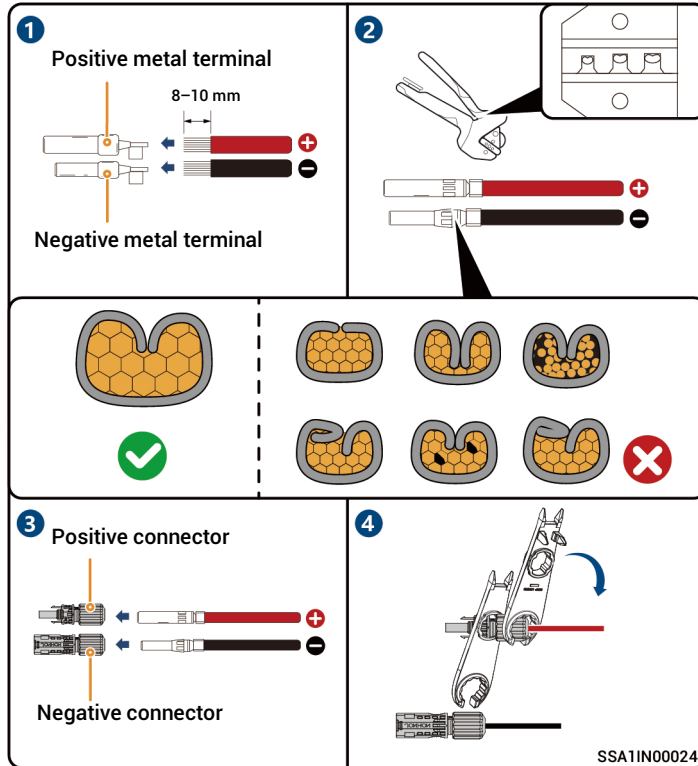 1
Positive metal terminal
8–10 mm
+
−
Negative metal terminal
2
+
−
3
Positive connector
+
−
Negative connector
4
SSA1IN00024